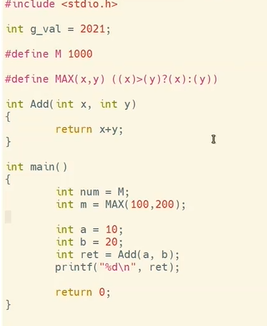 #include <stdio.h>
int g_val = 2021;
#define M 1000
#define MAX(x,y) ((x)>(y)?(x):(y))
int Add(int x, int y)
{
return x+y;
}
int main()
{
int num = M;
int m = MAX(100,200);
int a = 10;
int b = 20;
int ret = Add(a, b);
printf("%d\n", ret);
return 0;
}